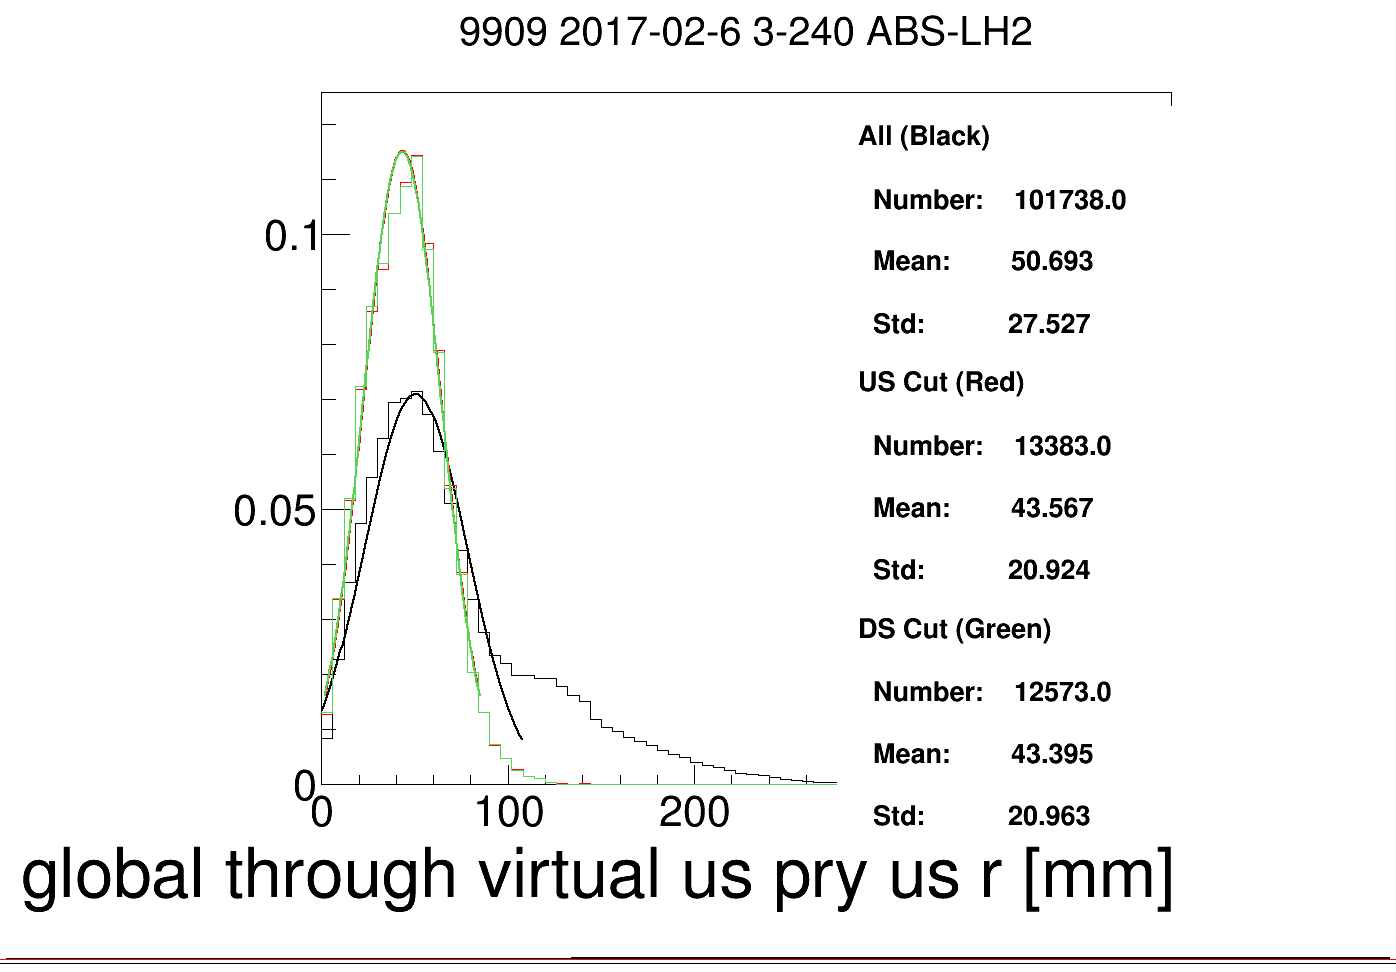 9909 2017-02-6 3-240 ABS-LH2
All (Black)
Number: 101738.0
Mean: 50.693
Std: 27.527
US Cut (Red)
Number: 13383.0
Mean: 43.567
Std: 20.924
DS Cut (Green)
Number: 12573.0
Mean: 43.395
Std: 20.963
0.1
0.05
0
0 100 200
global through virtual us pry us r [mm]